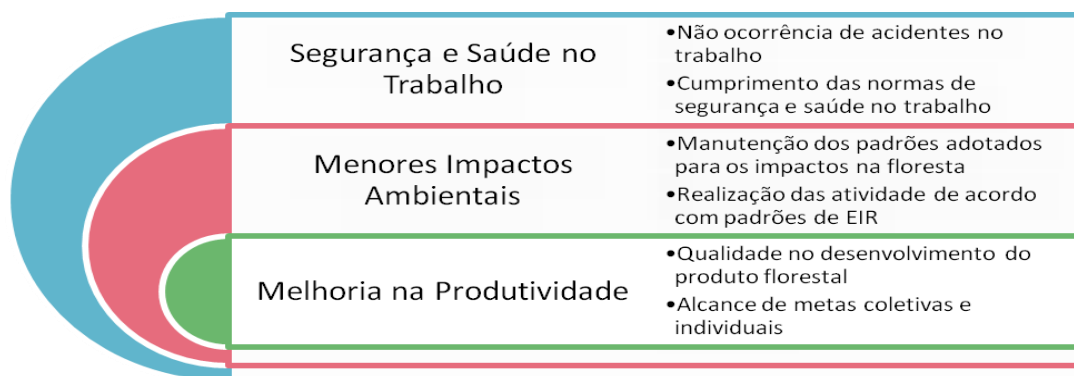 Segurança e Saúde no
Trabalho
•Não ocorrência de acidentes no
trabalho
•Cumprimento das normas de
segurança e saúde no trabalho
Menores Impactos
Ambientais
•Manutenção dos padrões adotados
para os impactos na floresta
•Realização das atividade de acordo
com padrões de EIR
Melhoria na Produtividade
•Qualidade no desenvolvimento do
produto florestal
•Alcance de metas coletivas e
individuais